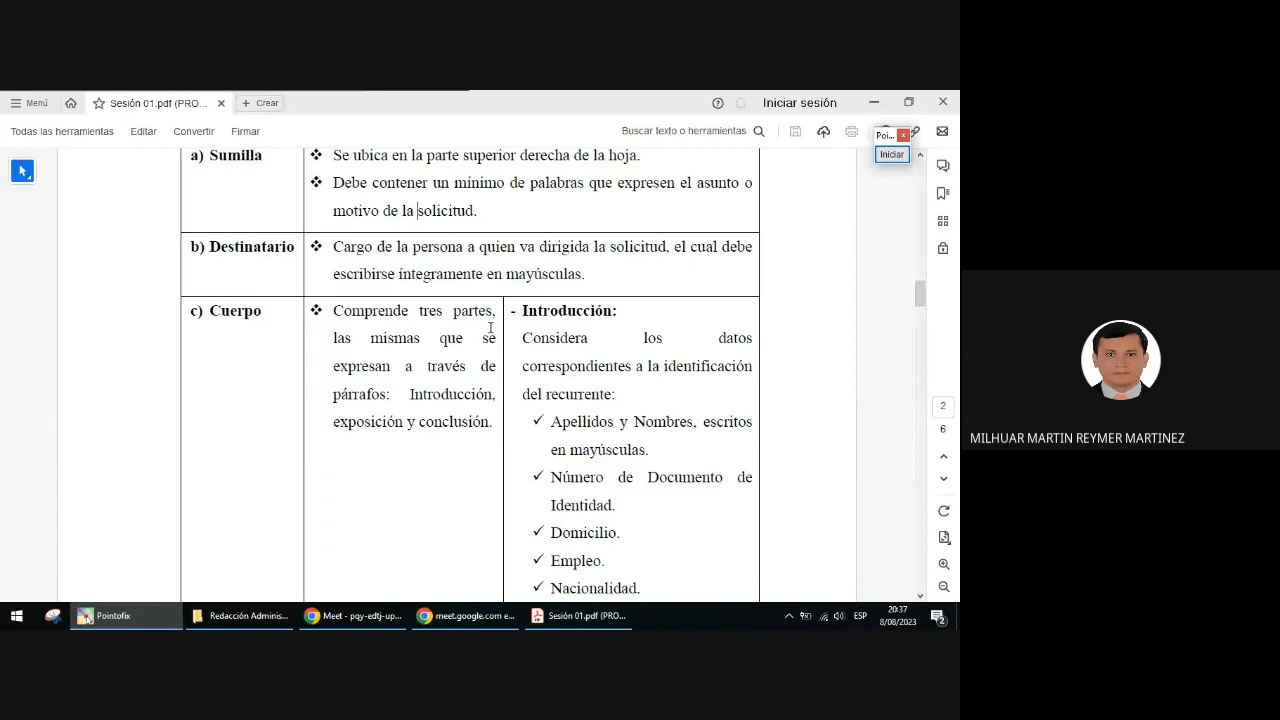 Menú
Sesión 01.pdf (PRO...
Crear
Iniciar sesión
Todas las herramientas
Editar
Convertir
Firmar
Buscar texto o herramientas
Poi...
Iniciar
a) Sumilla
❖ Se ubica en la parte superior derecha de la hoja.
❖ Debe contener un mínimo de palabras que expresen el asunto o
motivo de la solicitud.
b) Destinatario
❖ Cargo de la persona a quien va dirigida la solicitud, el cual debe
escribirse íntegramente en mayúsculas.
c) Cuerpo
❖ Comprende tres partes,
las mismas que se
expresan a través de
párrafos: Introducción,
exposición y conclusión.
- Introducción:
Considera los datos
correspondientes a la identificación
del recurrente:
✓ Apellidos y Nombres, escritos
en mayúsculas.
✓ Número de Documento de
Identidad.
✓ Domicilio.
✓ Empleo.
✓ Nacionalidad.
2
6
MILHUAR MARTIN REYMER MARTINEZ
Pointofix
Redacción Adminis...
Meet - pqy-edtj-up...
meet.google.com e...
Sesión 01.pdf (PRO...
ESP
20:37
8/08/2023
2